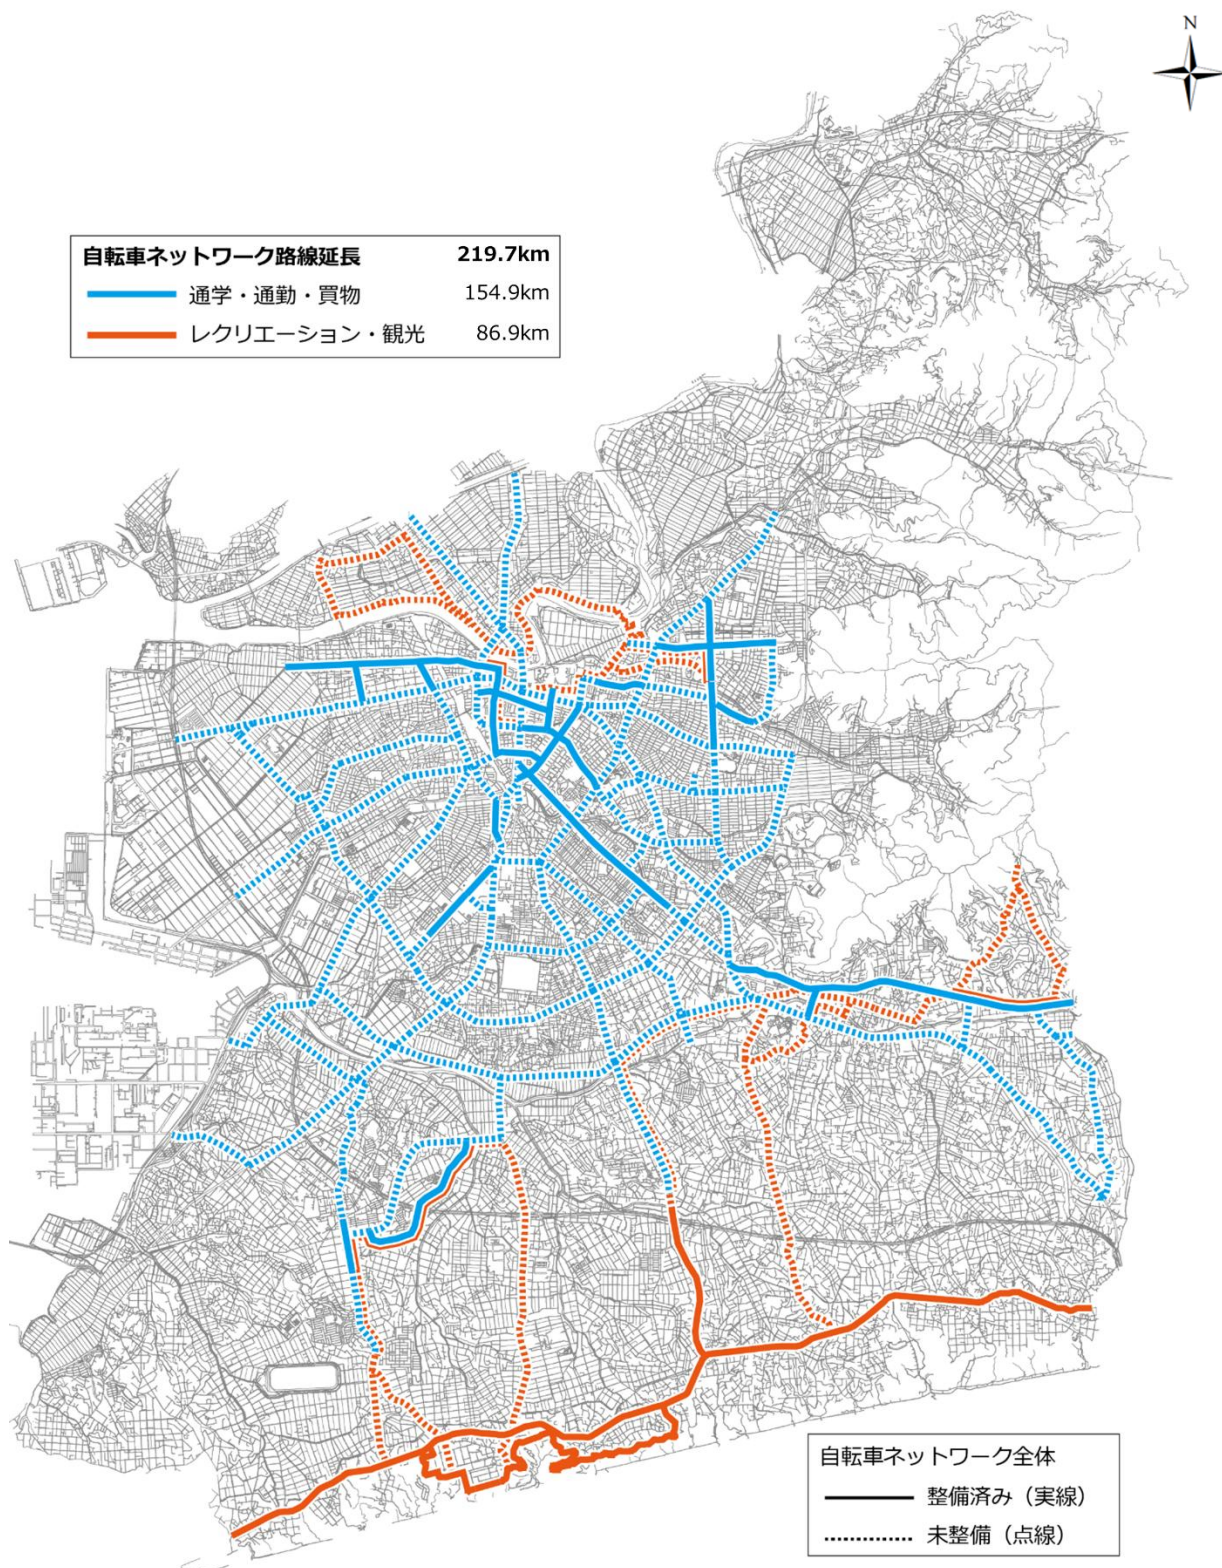 N
自転車ネットワーク路線延長 219.7km
通学・通勤・買物 154.9km
レクリエーション・観光 86.9km
自転車ネットワーク全体
整備済み（実線）
未整備（点線）